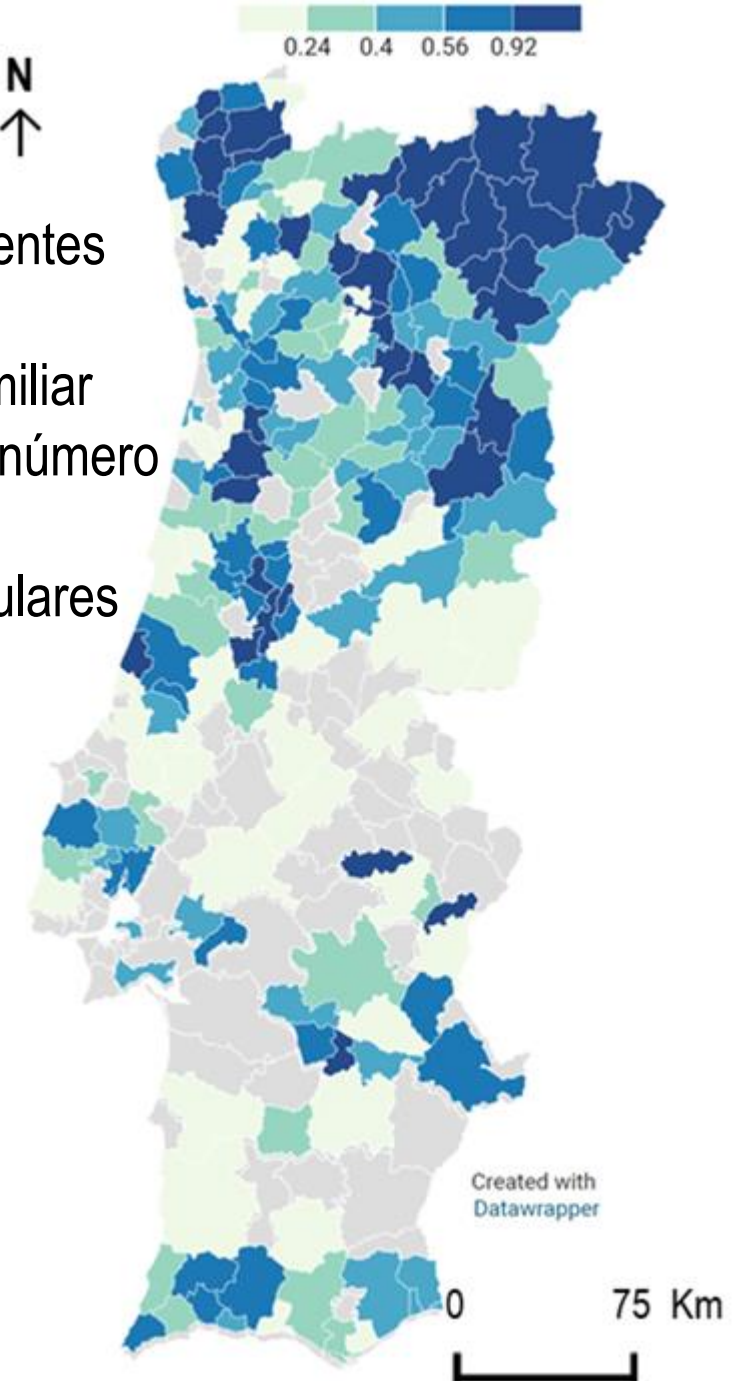 0.24 0.4 0.56 0.92
N
entes
miliar
número
ulares
Created with
Datawrapper
0 75 Km